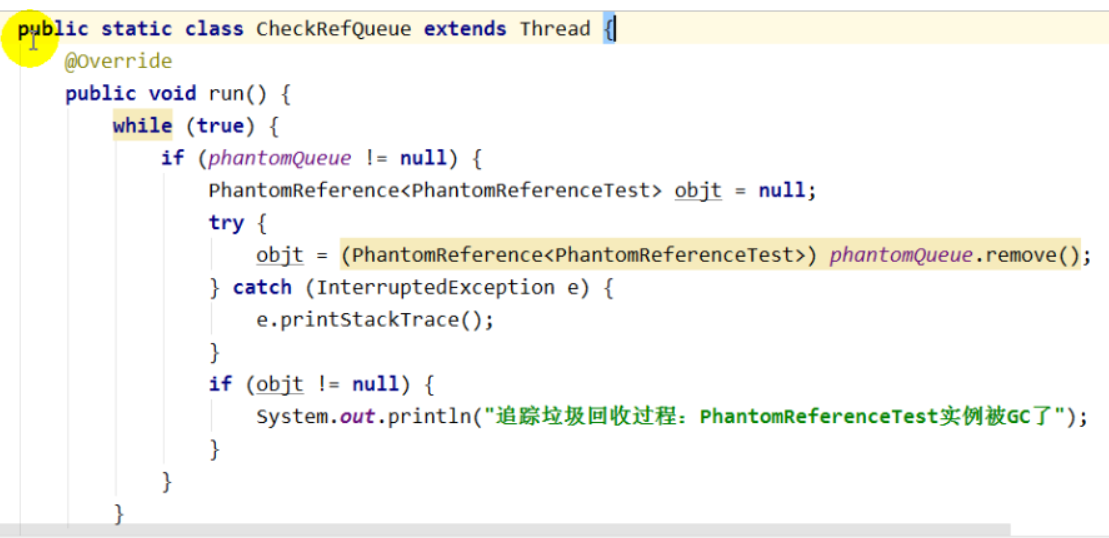 public static class CheckRefQueue extends Thread {
    @Override
    public void run() {
        while (true) {
            if (phantomQueue != null) {
                PhantomReference<PhantomReferenceTest> objt = null;
                try {
                    objt = (PhantomReference<PhantomReferenceTest>) phantomQueue.remove();
                } catch (InterruptedException e) {
                    e.printStackTrace();
                }
                if (objt != null) {
                    System.out.println("追踪垃圾回收过程：PhantomReferenceTest实例被GC了");
                }
            }
        }